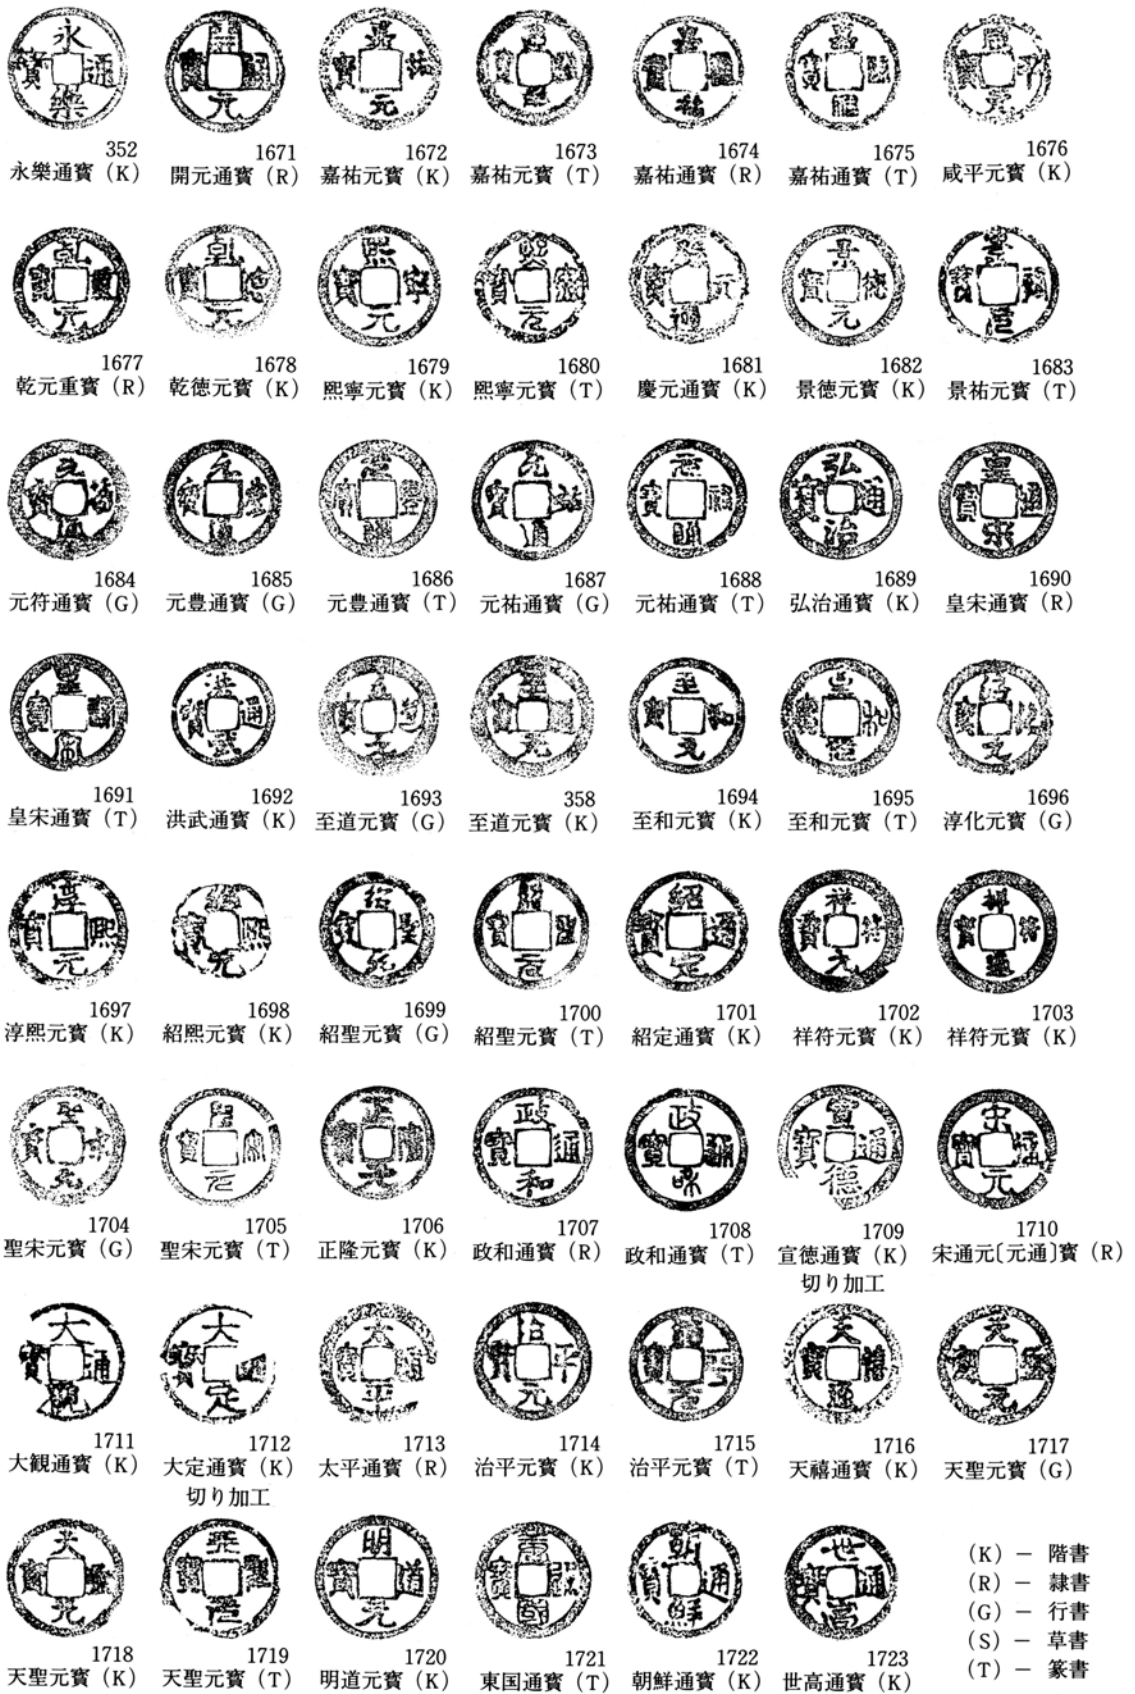 352 1671 1672 1673 1674 1675 1676
永樂通寳（K） 開元通寳（R） 嘉祐元寳（K） 嘉祐元寳（T） 嘉祐通寳（R） 嘉祐通寳（T） 咸平元寳（K）
1677 1678 1679 1680 1681 1682 1683
乾元重寳（R） 乾徳元寳（K） 熙寧元寳（K） 熙寧元寳（T） 慶元通寳（K） 景徳元寳（K） 景祐元寳（T）
1684 1685 1686 1687 1688 1689 1690
元符通寳（G） 元豊通寳（G） 元豊通寳（T） 元祐通寳（G） 元祐通寳（T） 弘治通寳（K） 皇宋通寳（R）
1691 1692 1693 358 1694 1695 1696
皇宋通寳（T） 洪武通寳（K） 至道元寳（G） 至道元寳（K） 至和元寳（K） 至和元寳（T） 淳化元寳（G）
1697 1698 1699 1700 1701 1702 1703
淳熙元寳（K） 紹熙元寳（K） 紹聖元寳（G） 紹聖元寳（T） 紹定通寳（K） 祥符元寳（K） 祥符元寳（K）
1704 1705 1706 1707 1708 1709 1710
聖宋元寳（G） 聖宋元寳（T） 正隆元寳（K） 政和通寳（R） 政和通寳（T） 宣徳通寳（K） 宋通元〔元通〕寳（R）
切り加工
1711 1712 1713 1714 1715 1716 1717
大観通寳（K） 大定通寳（K） 太平通寳（R） 治平元寳（K） 治平元寳（T） 天禧通寳（K） 天聖元寳（G）
切り加工
1718 1719 1720 1721 1722 1723
天聖元寳（K） 天聖元寳（T） 明道元寳（K） 東国通寳（T） 朝鮮通寳（K） 世高通寳（K）
（K）－ 階書
（R）－ 隷書
（G）－ 行書
（S）－ 草書
（T）－ 篆書